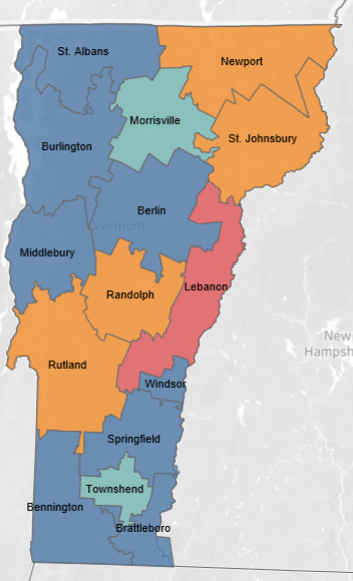 St. Albans
Newport
Morrisville
St. Johnsbury
Burlington
Berlin
Vermont
Middlebury
Lebanon
Randolph
New
Hampsh
Rutland
Windsor
Springfield
Townshend
Bennington
Brattleboro